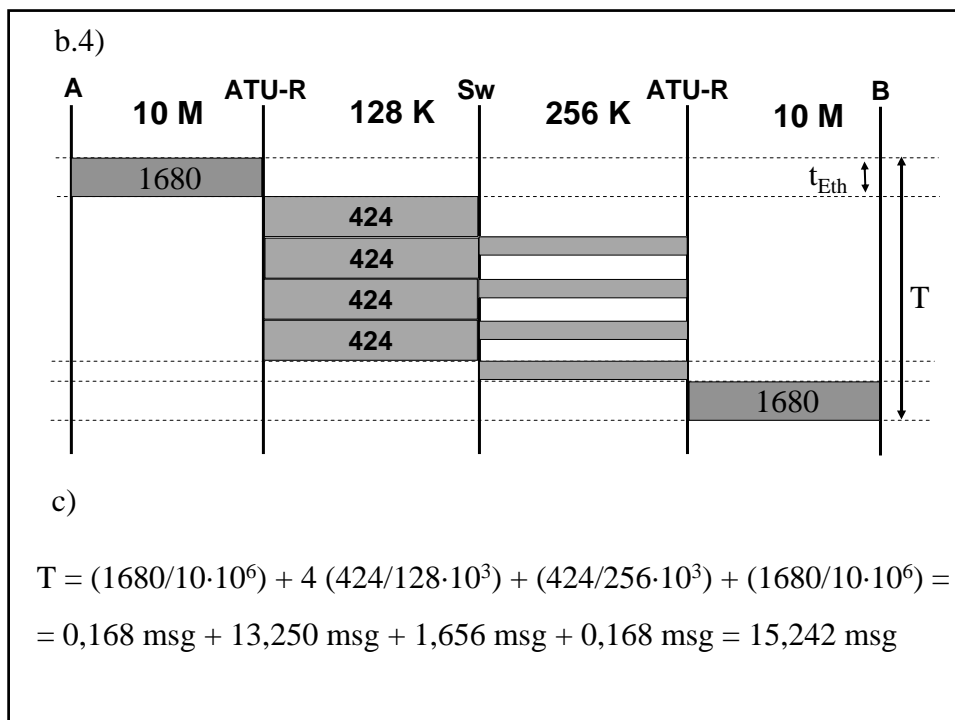 b.4)
A ATU-R Sw ATU-R B
10 M 128 K 256 K 10 M
1680 tEth
424
424
T
424
424
1680
c)
T = (1680/10·10⁶) + 4 (424/128·10³) + (424/256·10³) + (1680/10·10⁶) =
= 0,168 msg + 13,250 msg + 1,656 msg + 0,168 msg = 15,242 msg